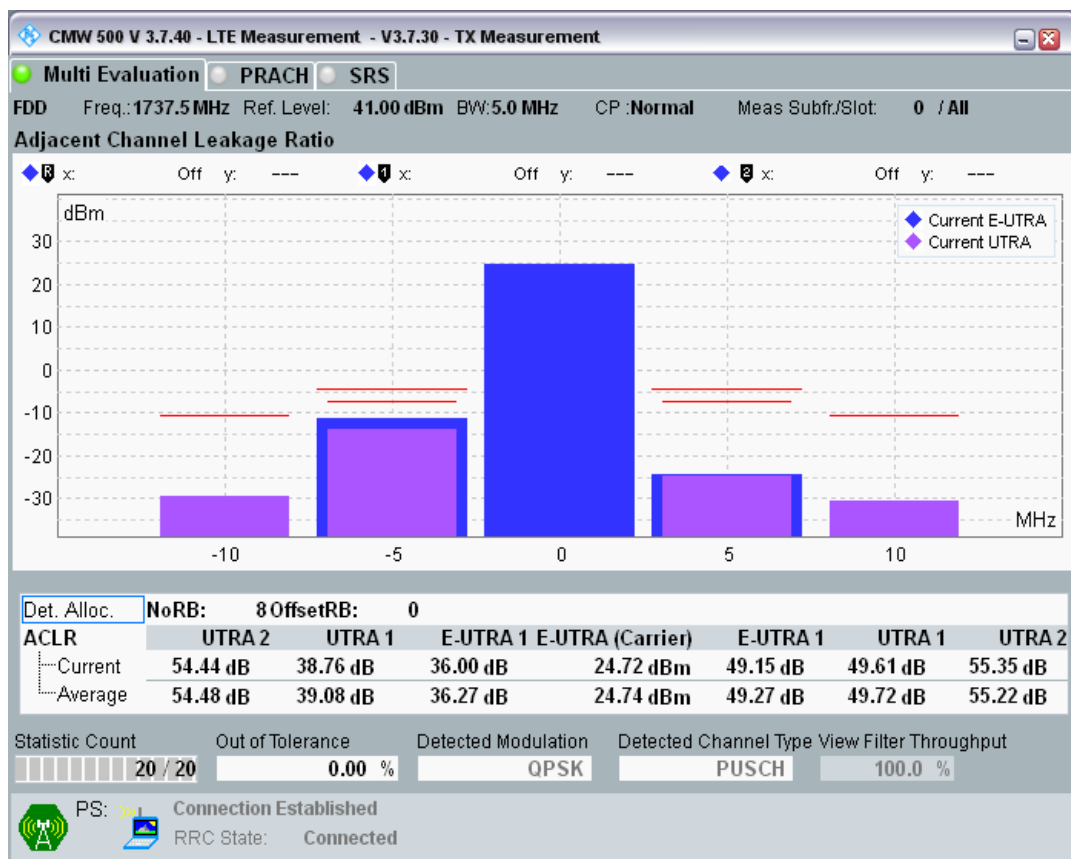 CMW 500 V 3.7.40 - LTE Measurement - V3.7.30 - TX Measurement
Multi Evaluation PRACH SRS
FDD Freq.: 1737.5 MHz Ref. Level: 41.00 dBm BW: 5.0 MHz CP : Normal Meas Subfr./Slot: 0 / All
Adjacent Channel Leakage Ratio
R x: Off y: --- 1 x: Off y: --- 2 x: Off y: ---
dBm
Current E-UTRA
Current UTRA
30
20
10
0
-10
-20
-30
MHz
-10 -5 0 5 10
Det. Alloc. NoRB: 8 OffsetRB: 0
ACLR UTRA 2 UTRA 1 E-UTRA 1 E-UTRA (Carrier) E-UTRA 1 UTRA 1 UTRA 2
Current 54.44 dB 38.76 dB 36.00 dB 24.72 dBm 49.15 dB 49.61 dB 55.35 dB
Average 54.48 dB 39.08 dB 36.27 dB 24.74 dBm 49.27 dB 49.72 dB 55.22 dB
Statistic Count Out of Tolerance Detected Modulation Detected Channel Type View Filter Throughput
20 / 20 0.00 % QPSK PUSCH 100.0 %
PS: Connection Established
RRC State: Connected